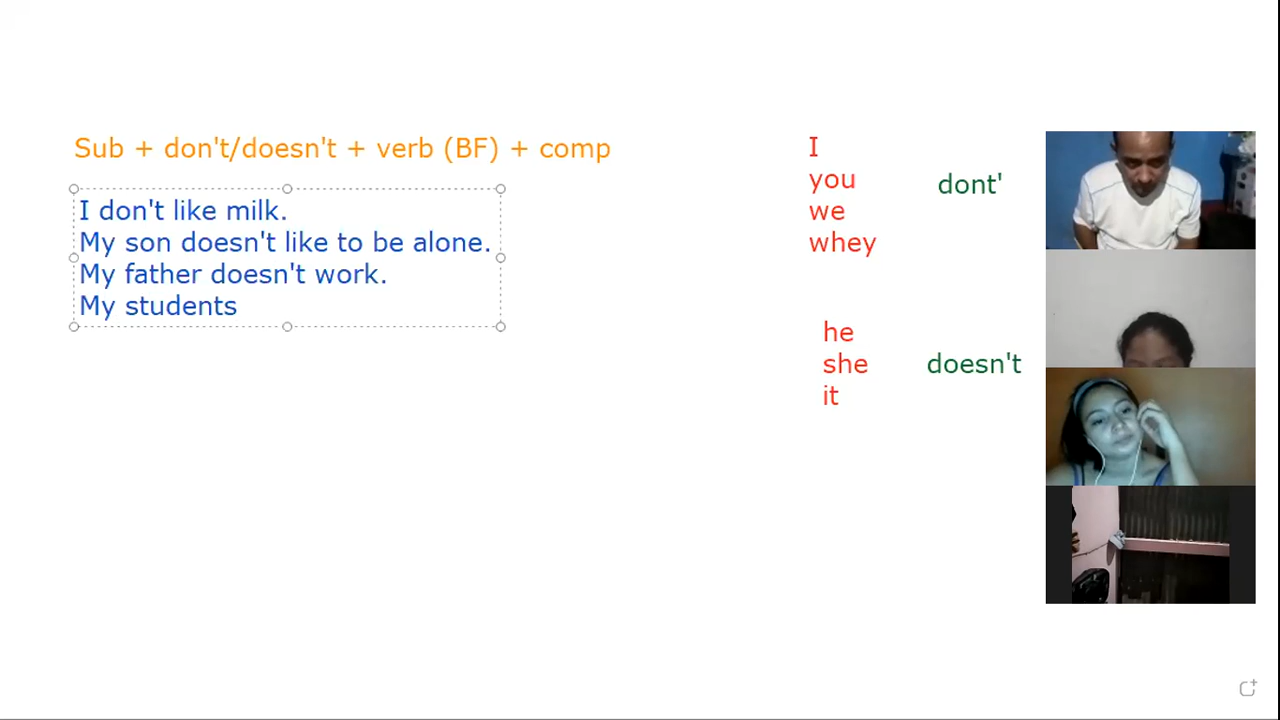 Sub + don't/doesn't + verb (BF) + comp
I don't like milk.
My son doesn't like to be alone.
My father doesn't work.
My students
I
you
we
whey
dont'
he
she
it
doesn't